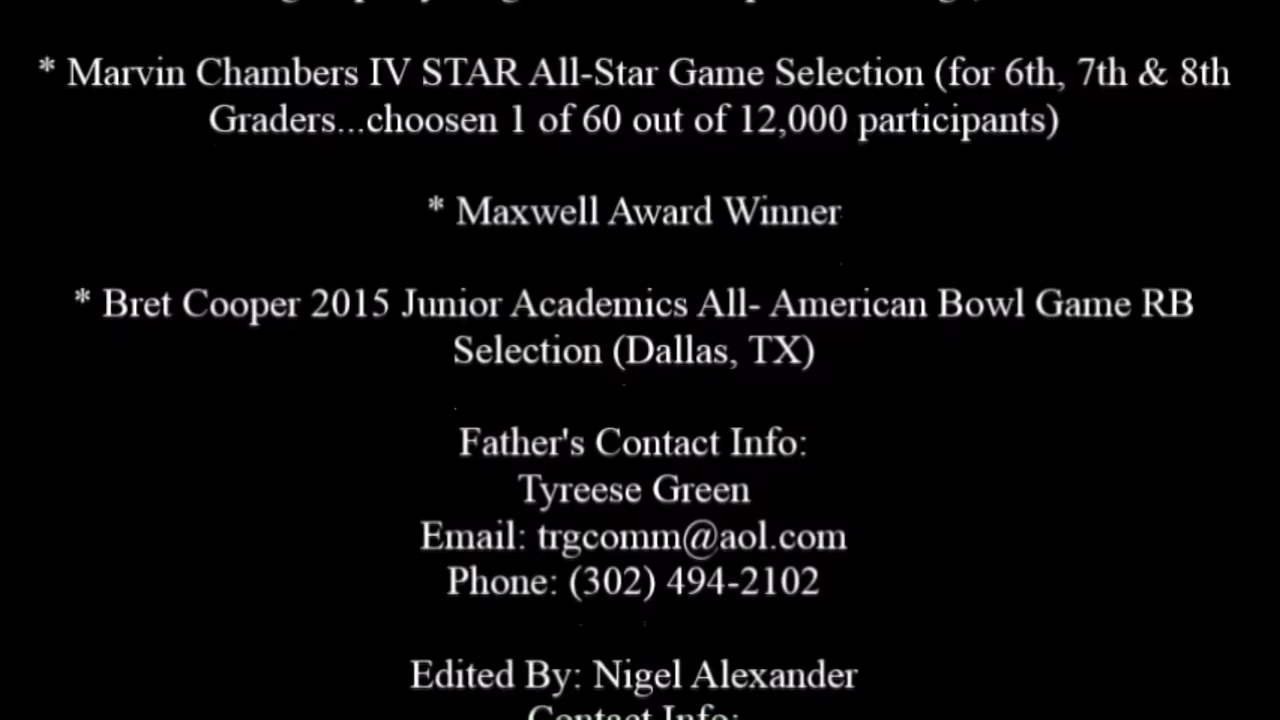 * Marvin Chambers IV STAR All-Star Game Selection (for 6th, 7th & 8th
Graders...choosen 1 of 60 out of 12,000 participants)
* Maxwell Award Winner
* Bret Cooper 2015 Junior Academics All- American Bowl Game RB
Selection (Dallas, TX)
Father's Contact Info:
Tyreese Green
Email: trgcomm@aol.com
Phone: (302) 494-2102
Edited By: Nigel Alexander
Contact Info: